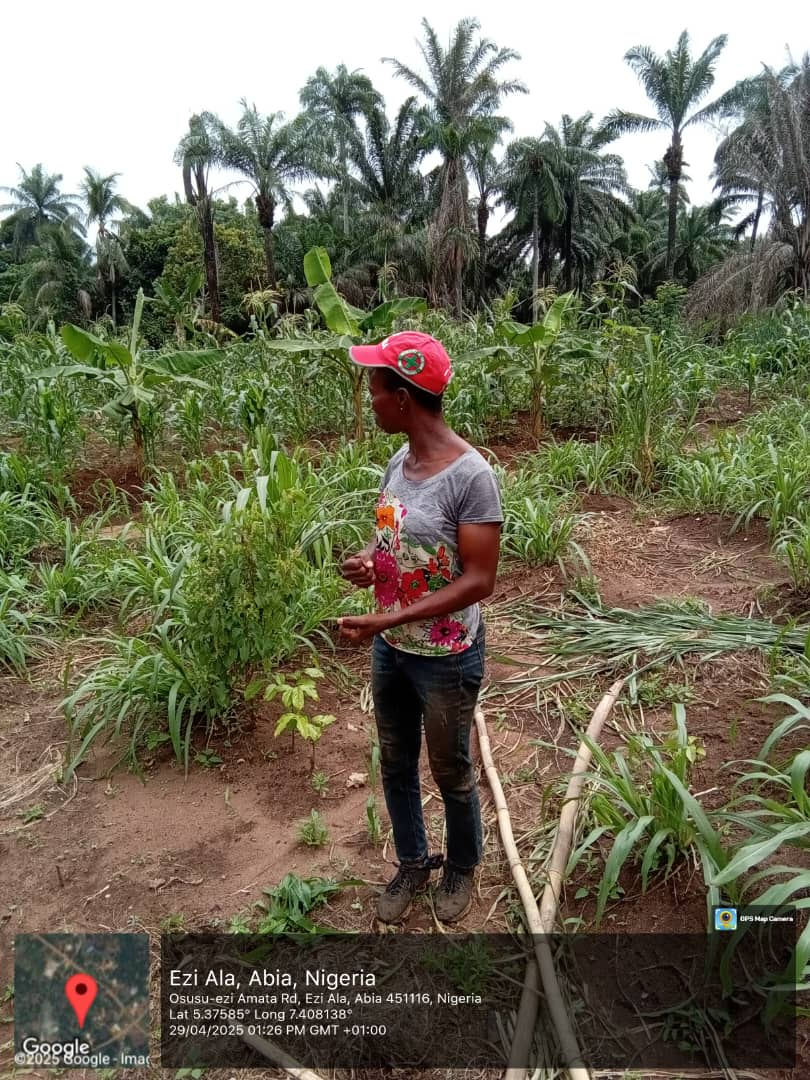 GPS Map Camera
Ezi Ala, Abia, Nigeria
Osusu-ezi Amata Rd, Ezi Ala, Abia 451116, Nigeria
Lat 5.37585° Long 7.408138°
29/04/2025 01:26 PM GMT +01:00
Google
©2025 Google - Imag